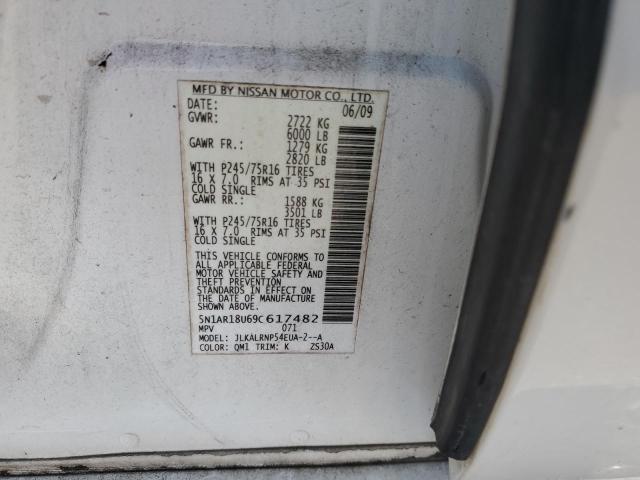 MFD BY NISSAN MOTOR CO., LTD.
DATE: 06/09
GVWR: 2722 KG
6000 LB
GAWR FR.: 1279 KG
2820 LB
WITH P245/75R16 TIRES
16 X 7.0 RIMS AT 35 PSI
COLD SINGLE
GAWR RR.: 1588 KG
3501 LB
WITH P245/75R16 TIRES
16 X 7.0 RIMS AT 35 PSI
COLD SINGLE
THIS VEHICLE CONFORMS TO
ALL APPLICABLE FEDERAL
MOTOR VEHICLE SAFETY AND
THEFT PREVENTION
STANDARDS IN EFFECT ON
THE DATE OF MANUFACTURE
SHOWN ABOVE.
5N1AR18U69C617482
MPV 071
MODEL: JLKALRNP54EUA-2--A
COLOR: QM1 TRIM: K ZS30A